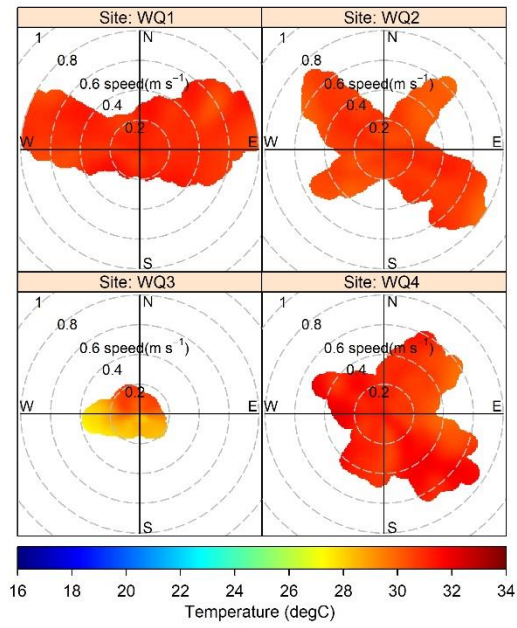 Site: WQ1
Site: WQ2
1 N
0.8
0.6 speed(m s⁻¹)
0.4
0.2
W E
S
N
0.8
0.6 speed(m s⁻¹)
0.4
0.2
W E
S
Site: WQ3
Site: WQ4
1 N
0.8
0.6 speed(m s⁻¹)
0.4
0.2
W E
S
1 N
0.8
0.6 speed(m s⁻¹)
0.4
0.2
W E
S
16 18 20 22 24 26 28 30 32 34
Temperature (degC)